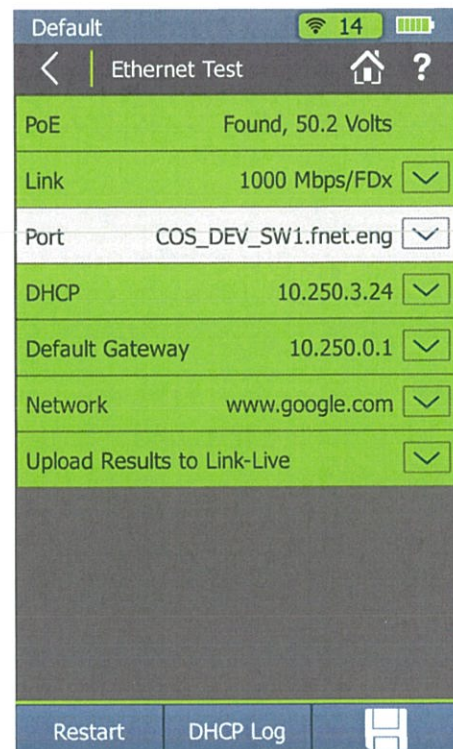 Default 14
Ethernet Test ?
PoE Found, 50.2 Volts
Link 1000 Mbps/FDx
Port COS_DEV_SW1.fnet.eng
DHCP 10.250.3.24
Default Gateway 10.250.0.1
Network www.google.com
Upload Results to Link-Live
Restart DHCP Log